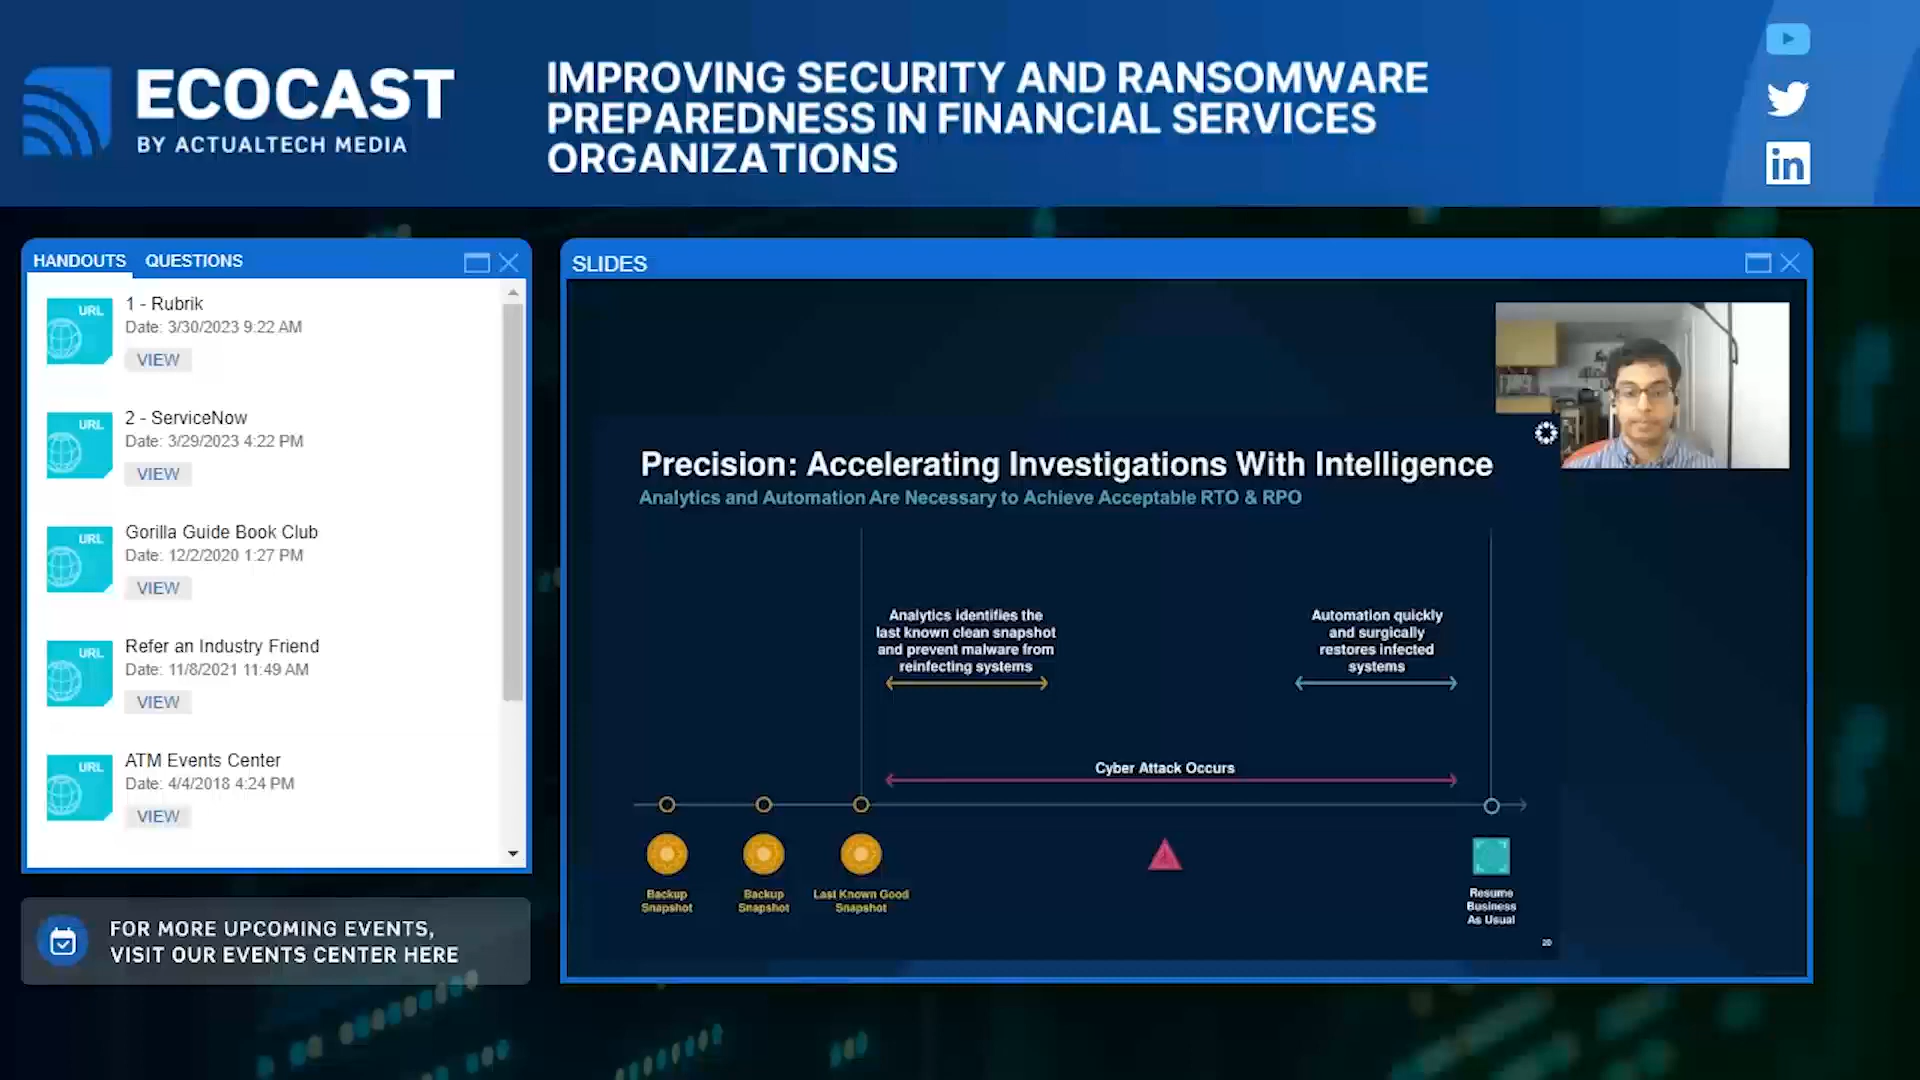 ECOCAST
BY ACTUALTECH MEDIA
IMPROVING SECURITY AND RANSOMWARE
PREPAREDNESS IN FINANCIAL SERVICES
ORGANIZATIONS
in
HANDOUTS QUESTIONS
URL
1 - Rubrik
Date: 3/30/2023 9:22 AM
VIEW
URL
2 - ServiceNow
Date: 3/29/2023 4:22 PM
VIEW
URL
Gorilla Guide Book Club
Date: 12/2/2020 1:27 PM
VIEW
URL
Refer an Industry Friend
Date: 11/8/2021 11:49 AM
VIEW
URL
ATM Events Center
Date: 4/4/2018 4:24 PM
VIEW
FOR MORE UPCOMING EVENTS,
VISIT OUR EVENTS CENTER HERE
SLIDES
Precision: Accelerating Investigations With Intelligence
Analytics and Automation Are Necessary to Achieve Acceptable RTO & RPO
Analytics identifies the
last known clean snapshot
and prevent malware from
reinfecting systems
Automation quickly
and surgically
restores infected
systems
Cyber Attack Occurs
Backup
Snapshot
Backup
Snapshot
Last Known Good
Snapshot
Resume
Business
As Usual
20